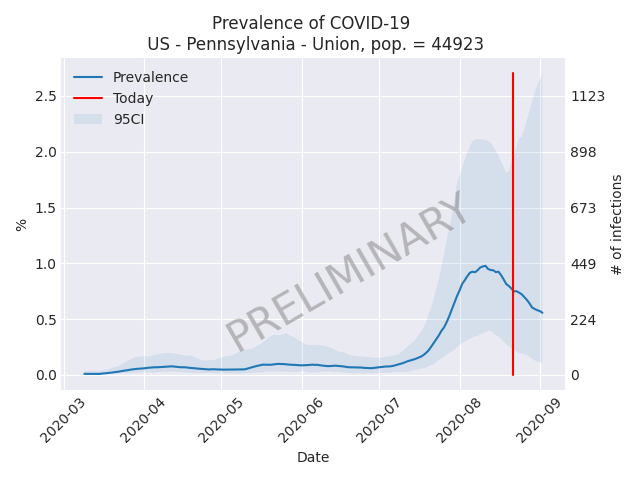 Prevalence of COVID-19
US - Pennsylvania - Union, pop. = 44923
Prevalence
Today
95CI
2.5
2.0
1.5
1.0
0.5
0.0
%
1123
898
673
449
224
0
# of infections
PRELIMINARY
2020-03
2020-04
2020-05
2020-06
2020-07
2020-08
2020-09
Date